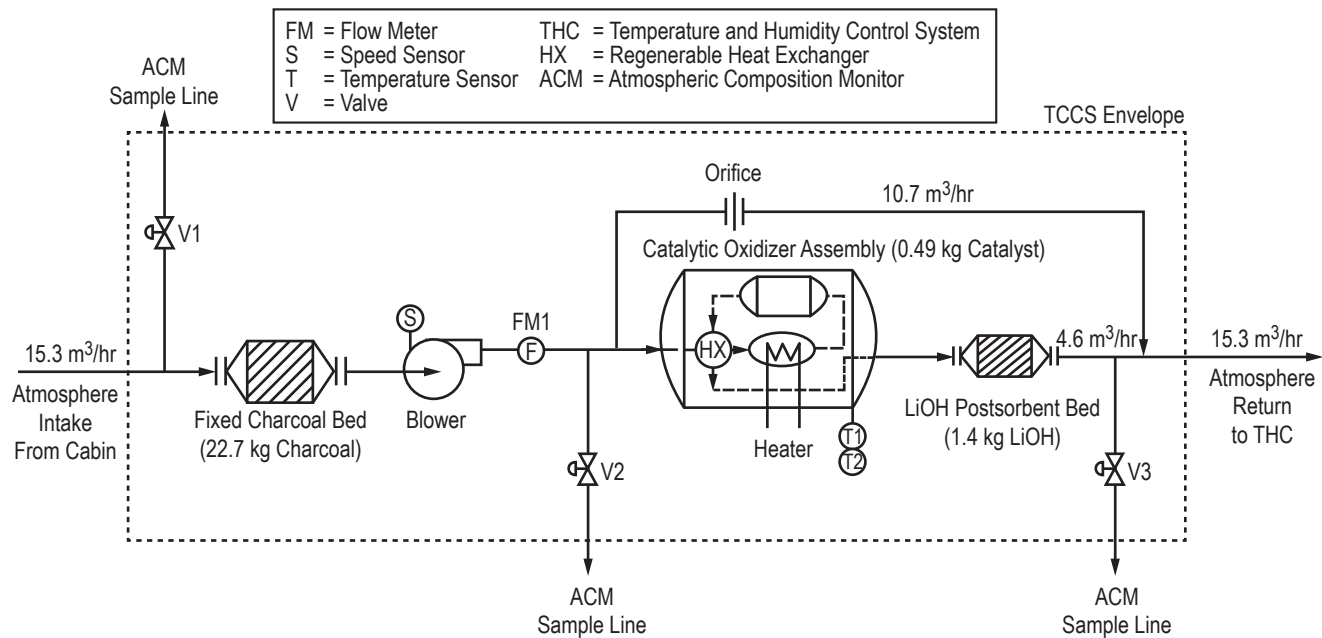 FM = Flow Meter
S = Speed Sensor
T = Temperature Sensor
V = Valve
THC = Temperature and Humidity Control System
HX = Regenerable Heat Exchanger
ACM = Atmospheric Composition Monitor
ACM
Sample Line
TCCS Envelope
V1
Orifice
10.7 m³/hr
Catalytic Oxidizer Assembly (0.49 kg Catalyst)
15.3 m³/hr
Atmosphere
Intake
From Cabin
Fixed Charcoal Bed
(22.7 kg Charcoal)
S
Blower
FM1
F
HX
Heater
T1
T2
4.6 m³/hr
LiOH Postsorbent Bed
(1.4 kg LiOH)
15.3 m³/hr
Atmosphere
Return
to THC
V2
V3
ACM
Sample Line
ACM
Sample Line